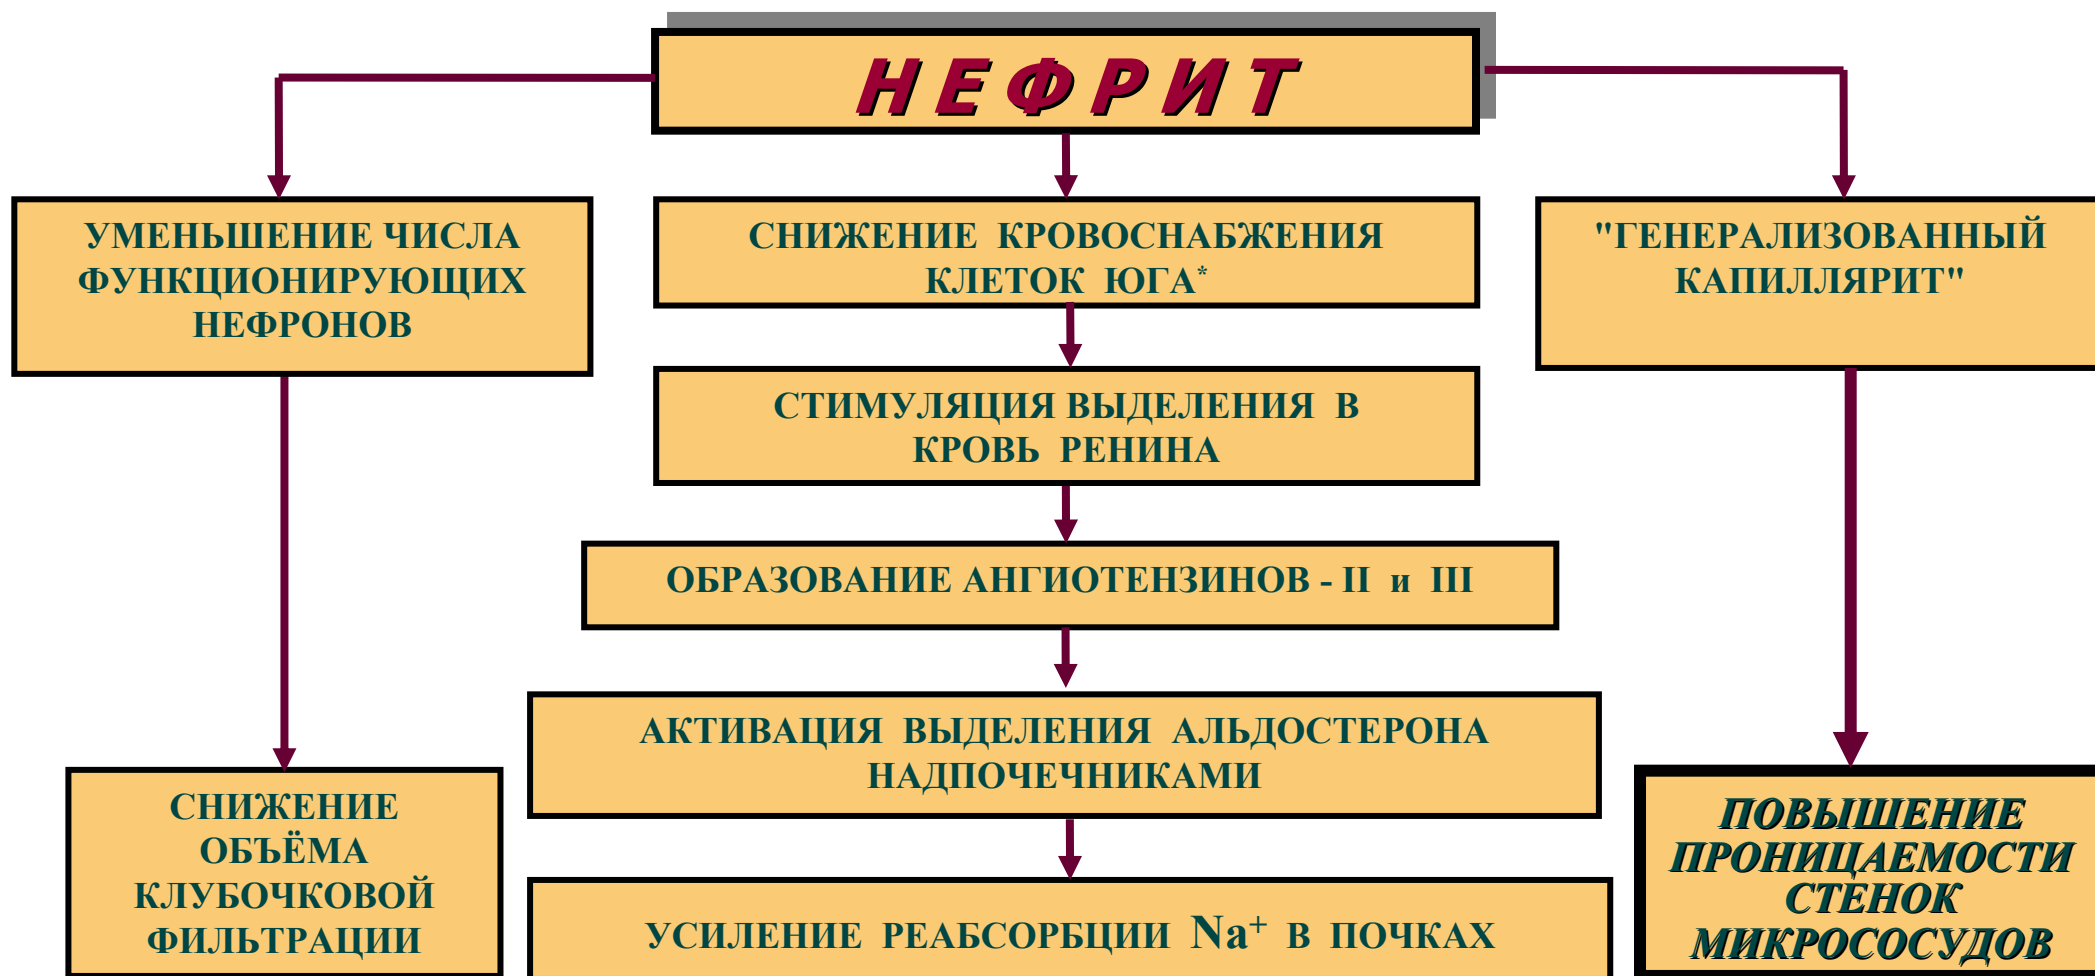 НЕФРИТ
УМЕНЬШЕНИЕ ЧИСЛА
ФУНКЦИОНИРУЮЩИХ
НЕФРОНОВ
СНИЖЕНИЕ КРОВОСНАБЖЕНИЯ
КЛЕТОК ЮГА*
"ГЕНЕРАЛИЗОВАННЫЙ
КАПИЛЛЯРИТ"
СТИМУЛЯЦИЯ ВЫДЕЛЕНИЯ В
КРОВЬ РЕНИНА
ОБРАЗОВАНИЕ АНГИОТЕНЗИНОВ - II и III
АКТИВАЦИЯ ВЫДЕЛЕНИЯ АЛЬДОСТЕРОНА
НАДПОЧЕЧНИКАМИ
СНИЖЕНИЕ
ОБЪЁМА
КЛУБОЧКОВОЙ
ФИЛЬТРАЦИИ
УСИЛЕНИЕ РЕАБСОРБЦИИ Na⁺ В ПОЧКАХ
ПОВЫШЕНИЕ
ПРОНИЦАЕМОСТИ
СТЕНОК
МИКРОСОСУДОВ